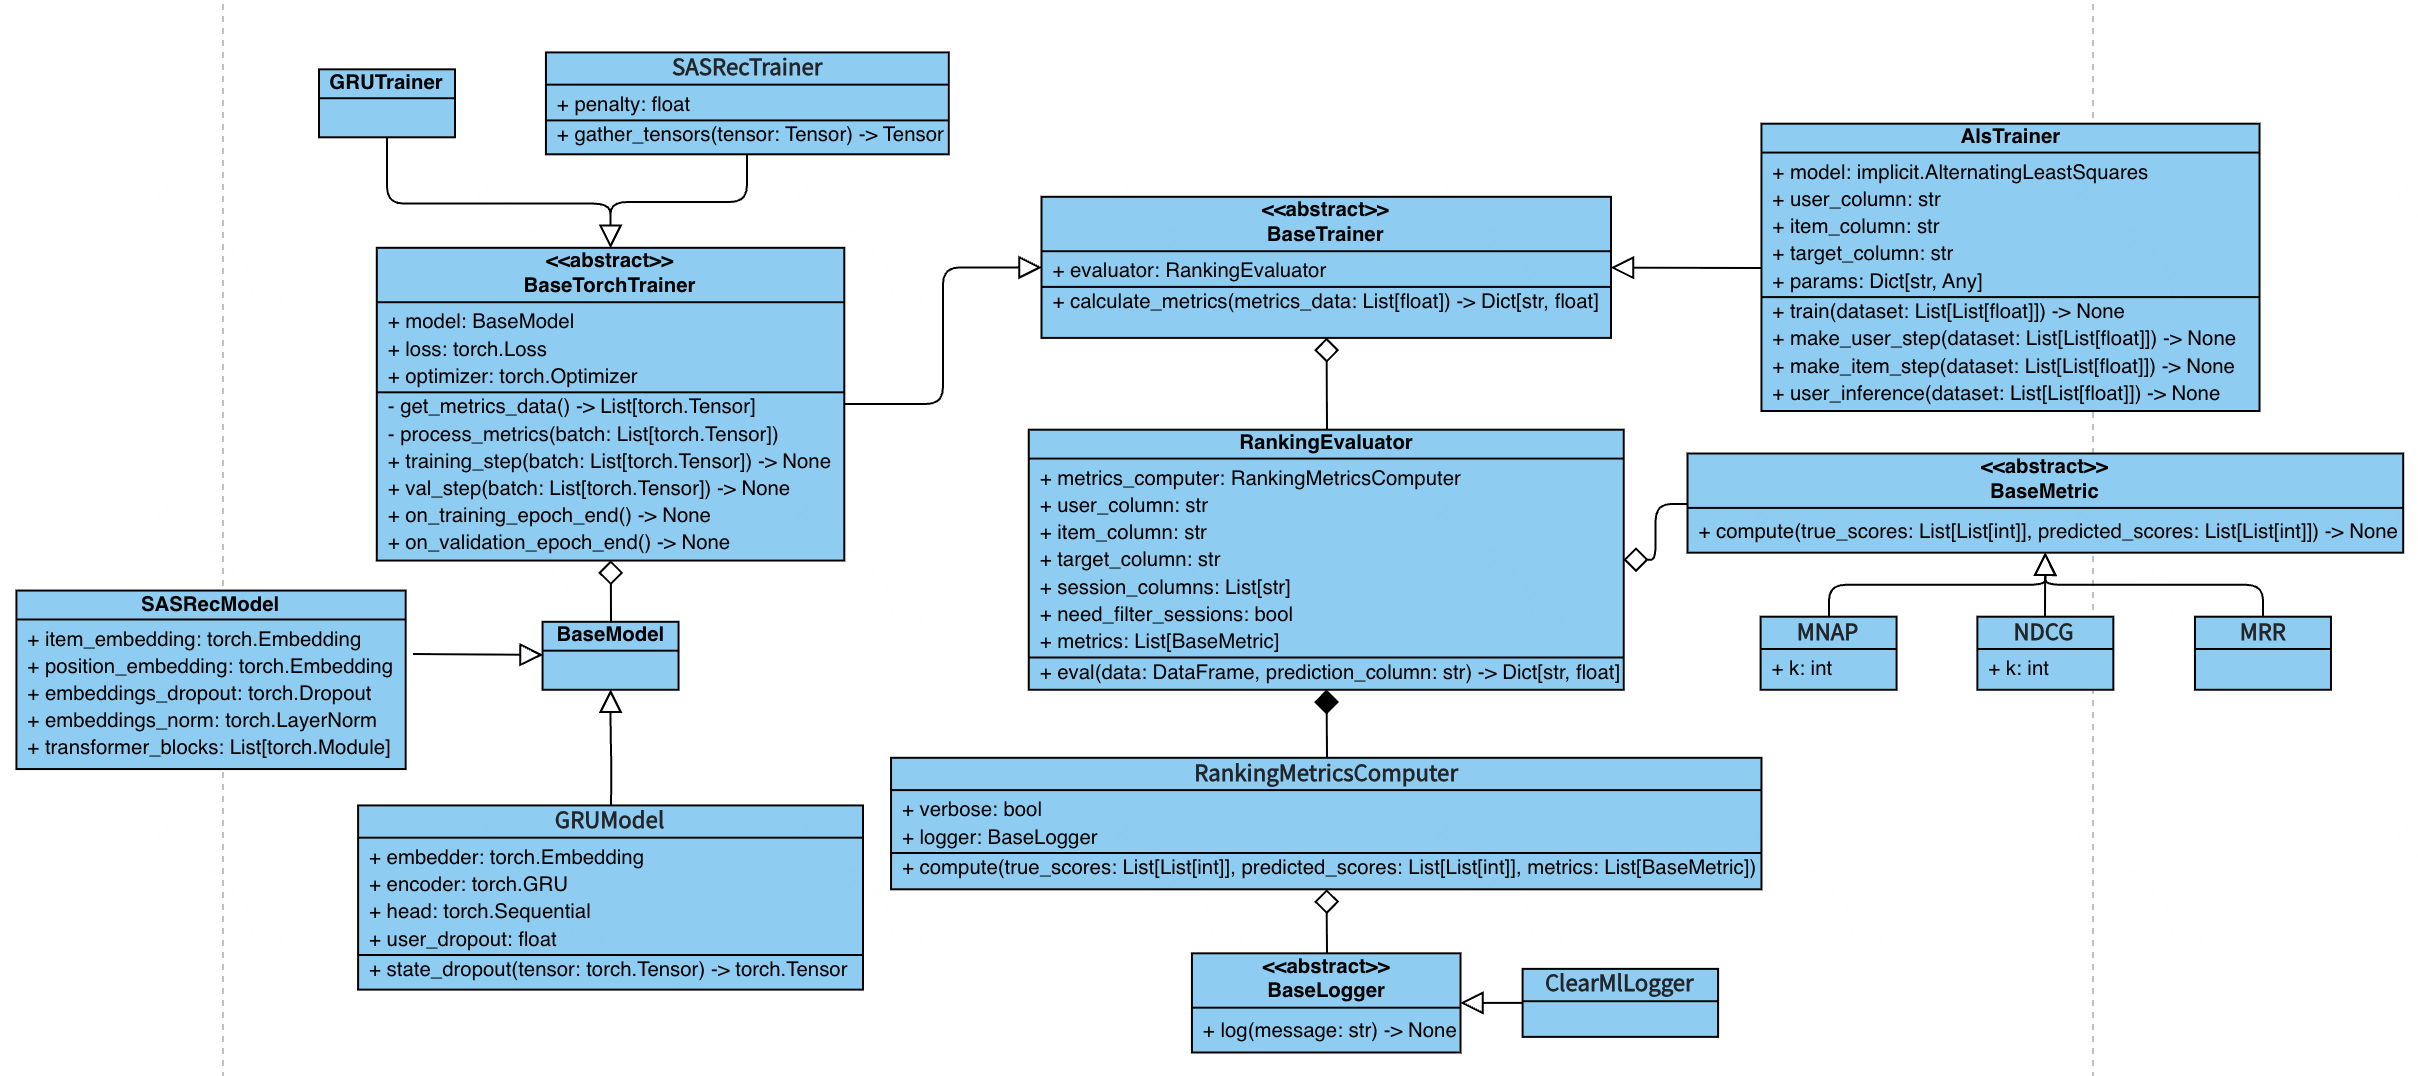 GRUTrainer
SASRecTrainer
+ penalty: float
+ gather_tensors(tensor: Tensor) -> Tensor
<<abstract>>
BaseTorchTrainer
+ model: BaseModel
+ loss: torch.Loss
+ optimizer: torch.Optimizer
- get_metrics_data() -> List[torch.Tensor]
- process_metrics(batch: List[torch.Tensor])
+ training_step(batch: List[torch.Tensor]) -> None
+ val_step(batch: List[torch.Tensor]) -> None
+ on_training_epoch_end() -> None
+ on_validation_epoch_end() -> None
<<abstract>>
BaseTrainer
+ evaluator: RankingEvaluator
+ calculate_metrics(metrics_data: List[float]) -> Dict[str, float]
AlsTrainer
+ model: implicit.AlternatingLeastSquares
+ user_column: str
+ item_column: str
+ target_column: str
+ params: Dict[str, Any]
+ train(dataset: List[List[float]]) -> None
+ make_user_step(dataset: List[List[float]]) -> None
+ make_item_step(dataset: List[List[float]]) -> None
+ user_inference(dataset: List[List[float]]) -> None
RankingEvaluator
+ metrics_computer: RankingMetricsComputer
+ user_column: str
+ item_column: str
+ target_column: str
+ session_columns: List[str]
+ need_filter_sessions: bool
+ metrics: List[BaseMetric]
+ eval(data: DataFrame, prediction_column: str) -> Dict[str, float]
<<abstract>>
BaseMetric
+ compute(true_scores: List[List[int]], predicted_scores: List[List[int]]) -> None
MNAP
+ k: int
NDCG
+ k: int
MRR
SASRecModel
+ item_embedding: torch.Embedding
+ position_embedding: torch.Embedding
+ embeddings_dropout: torch.Dropout
+ embeddings_norm: torch.LayerNorm
+ transformer_blocks: List[torch.Module]
BaseModel
GRUModel
+ embedder: torch.Embedding
+ encoder: torch.GRU
+ head: torch.Sequential
+ user_dropout: float
+ state_dropout(tensor: torch.Tensor) -> torch.Tensor
RankingMetricsComputer
+ verbose: bool
+ logger: BaseLogger
+ compute(true_scores: List[List[int]], predicted_scores: List[List[int]], metrics: List[BaseMetric])
<<abstract>>
BaseLogger
+ log(message: str) -> None
ClearMlLogger